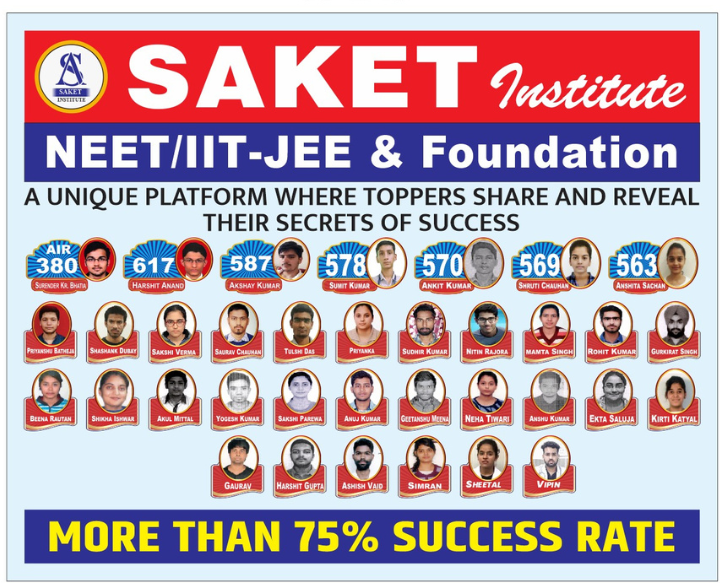 SA
SAKET
INSTITUTE
SAKET Institute
NEET/IIT-JEE & Foundation
A UNIQUE PLATFORM WHERE TOPPERS SHARE AND REVEAL
THEIR SECRETS OF SUCCESS
AIR
380 617 587 578 570 569 563
SURENDER KR. BHATIA HARSHIT ANAND AKSHAY KUMAR SUMIT KUMAR ANKIT KUMAR SHRUTI CHAUHAN ANSHITA SACHAN
PRIYANSHU BATHEJA SHASHANK DUBAY SAKSHI VERMA SAURAV CHAUHAN TULSHI DAS PRIYANKA SUDHIR KUMAR NITIN RAJORA MAMTA SINGH ROHIT KUMAR GURKIRAT SINGH
BEENA RAUTAN SHIKHA ISHWAR AKUL MITTAL YOGESH KUMAR SAKSHI PAREWA ANUJ KUMAR GEETANSHU MEENA NEHA TIWARI ANSHU KUMAR EKTA SALUJA KIRTI KATYAL
GAURAV HARSHIT GUPTA ASHISH VAID SIMRAN SHEETAL VIPIN
MORE THAN 75% SUCCESS RATE